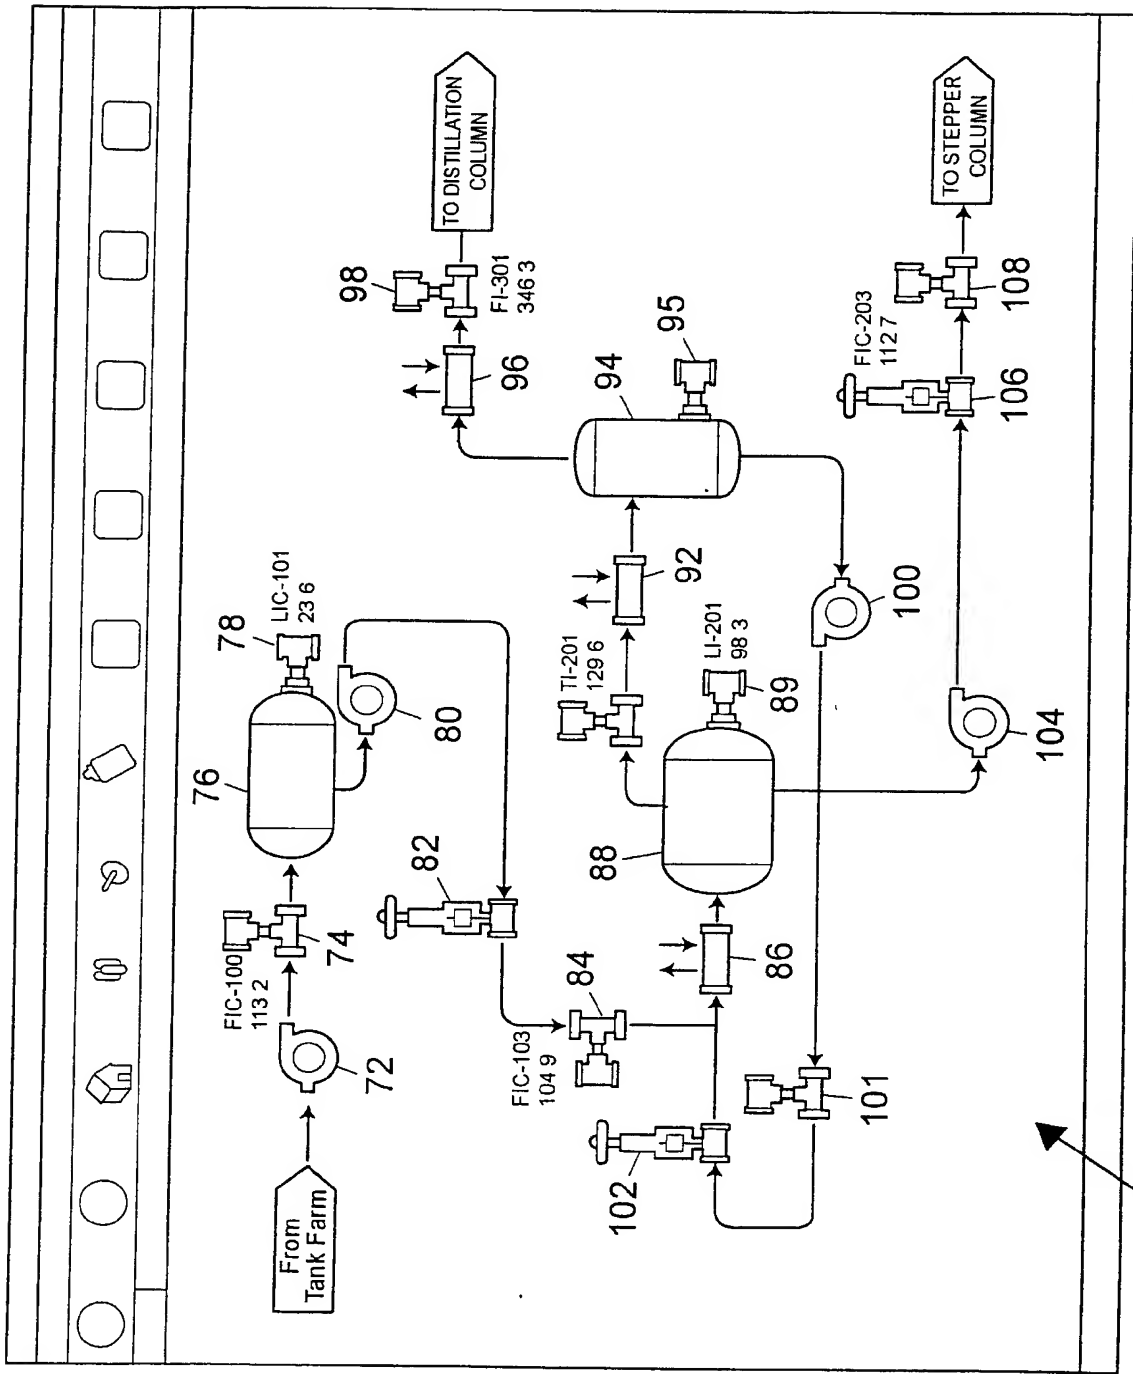 From
Tank Farm
72
FIC-100
113 2
74
76
78
LIC-101
23 6
80
82
FIC-103
104 9
84
86
88
89
LI-201
98 3
TI-201
129 6
92
94
95
96
98
FI-301
346 3
TO DISTILLATION
COLUMN
100
101
102
104
106
FIC-203
112 7
108
TO STEPPER
COLUMN